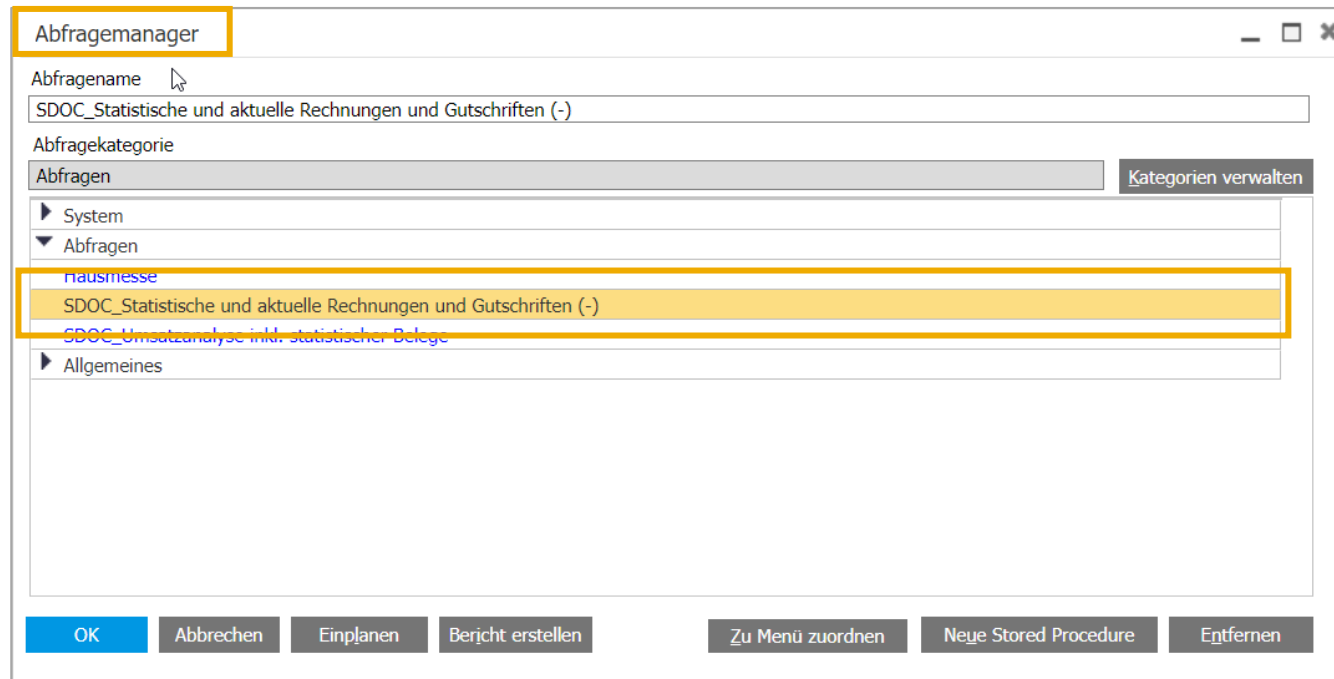 Abfragemanager
Abfragename
SDOC_Statistische und aktuelle Rechnungen und Gutschriften (-)
Abfragekategorie
Abfragen
Kategorien verwalten
System
Abfragen
Hausmesse
SDOC_Statistische und aktuelle Rechnungen und Gutschriften (-)
SDOC_Umsatzanalyse inkl. statistischer Belege
Allgemeines
OK Abbrechen Einplanen Bericht erstellen Zu Menü zuordnen Neue Stored Procedure Entfernen